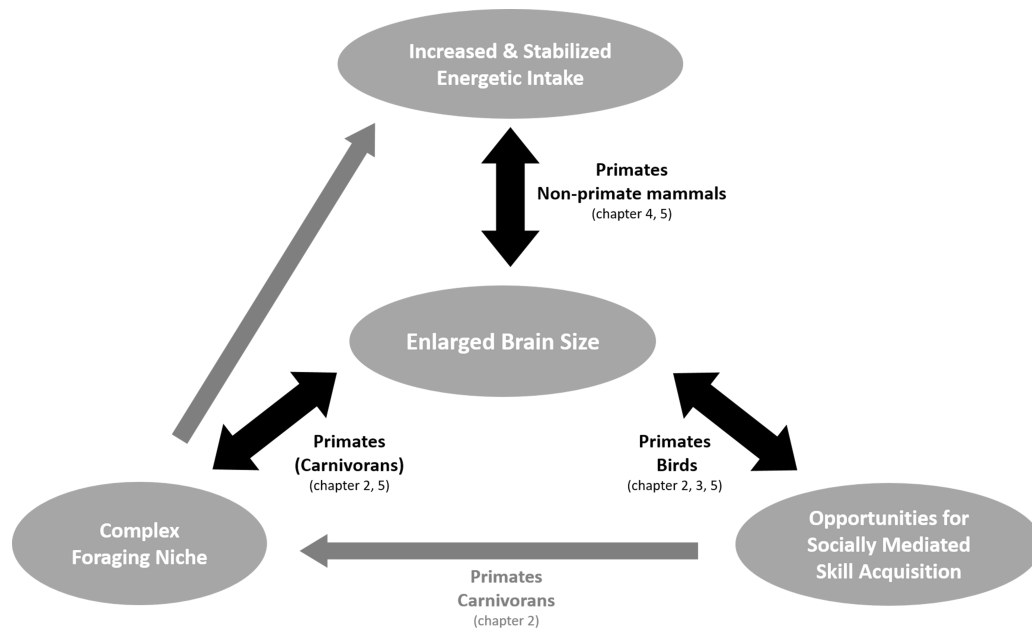 Increased & Stabilized
Energetic Intake
Primates
Non-primate mammals
(chapter 4, 5)
Enlarged Brain Size
Primates
(Carnivorans)
(chapter 2, 5)
Primates
Birds
(chapter 2, 3, 5)
Complex
Foraging Niche
Opportunities for
Socially Mediated
Skill Acquisition
Primates
Carnivorans
(chapter 2)